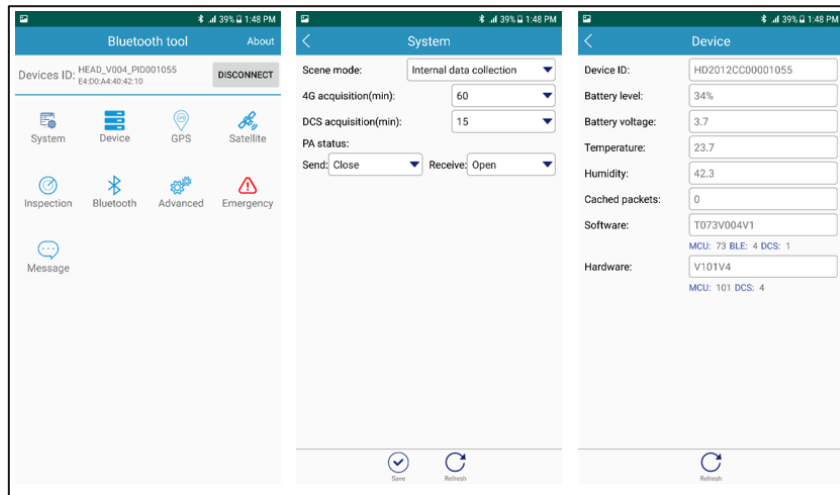 39% 1:48 PM
Bluetooth tool About
Devices ID: HEAD_V004_PID001055
E4:D0:A4:40:42:10
DISCONNECT
System Device GPS Satellite
Inspection Bluetooth Advanced Emergency
Message
39% 1:48 PM
System
Scene mode: Internal data collection
4G acquisition(min): 60
DCS acquisition(min): 15
PA status:
Send: Close Receive: Open
Save Refresh
39% 1:48 PM
Device
Device ID: HD2012CC00001055
Battery level: 34%
Battery voltage: 3.7
Temperature: 23.7
Humidity: 42.3
Cached packets: 0
Software: T073V004V1
MCU: 73 BLE: 4 DCS: 1
Hardware: V101V4
MCU: 101 DCS: 4
Refresh